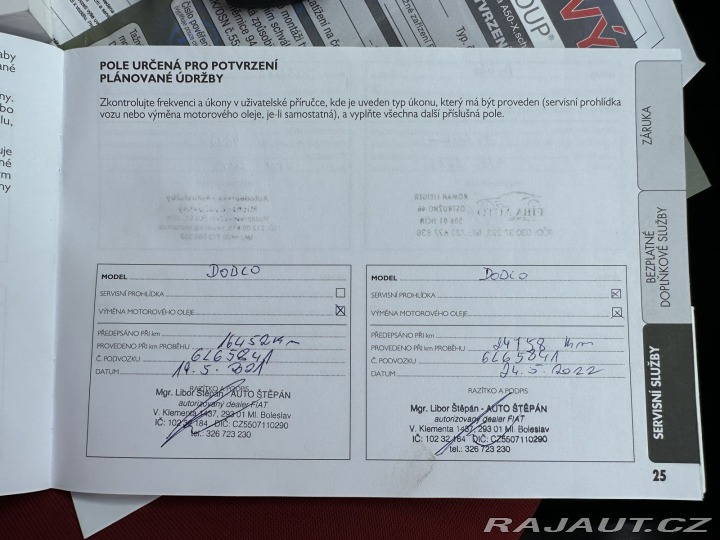 POLE URČENÁ PRO POTVRZENÍ
PLÁNOVANÉ ÚDRŽBY
Zkontrolujte frekvenci a úkony v uživatelské příručce, kde je uveden typ úkonu, který má být proveden (servisní prohlídka
vozu nebo výměna motorového oleje, je-li samostatná), a vyplňte všechna další příslušná pole.
ZÁRUKA
BEZPLATNÉ
DOPLŇKOVÉ SLUŽBY
SERVISNÍ SLUŽBY
MODEL DOBLO
SERVISNÍ PROHLÍDKA
VÝMĚNA MOTOROVÉHO OLEJE
PŘEDEPSÁNO PŘI km
PROVEDENO PŘI km PROBĚHU 16452 km
Č. PODVOZKU 6L65841
DATUM 19.5.2021
RAZÍTKO A PODPIS
Mgr. Libor Štěpán - AUTO ŠTĚPÁN
autorizovaný dealer FIAT
V. Klementa 1437, 293 01 Ml. Boleslav
IČ: 102 32 184 DIČ: CZ5507110290
tel.: 326 723 230
MODEL DOBLO
SERVISNÍ PROHLÍDKA
VÝMĚNA MOTOROVÉHO OLEJE
PŘEDEPSÁNO PŘI km
PROVEDENO PŘI km PROBĚHU 24758 km
Č. PODVOZKU 6L65841
DATUM 24.5.2022
RAZÍTKO A PODPIS
Mgr. Libor Štěpán - AUTO ŠTĚPÁN
autorizovaný dealer FIAT
V. Klementa 1437, 293 01 Ml. Boleslav
IČ: 102 32 184 DIČ: CZ5507110290
tel.: 326 723 230
25
RAJAUT.CZ